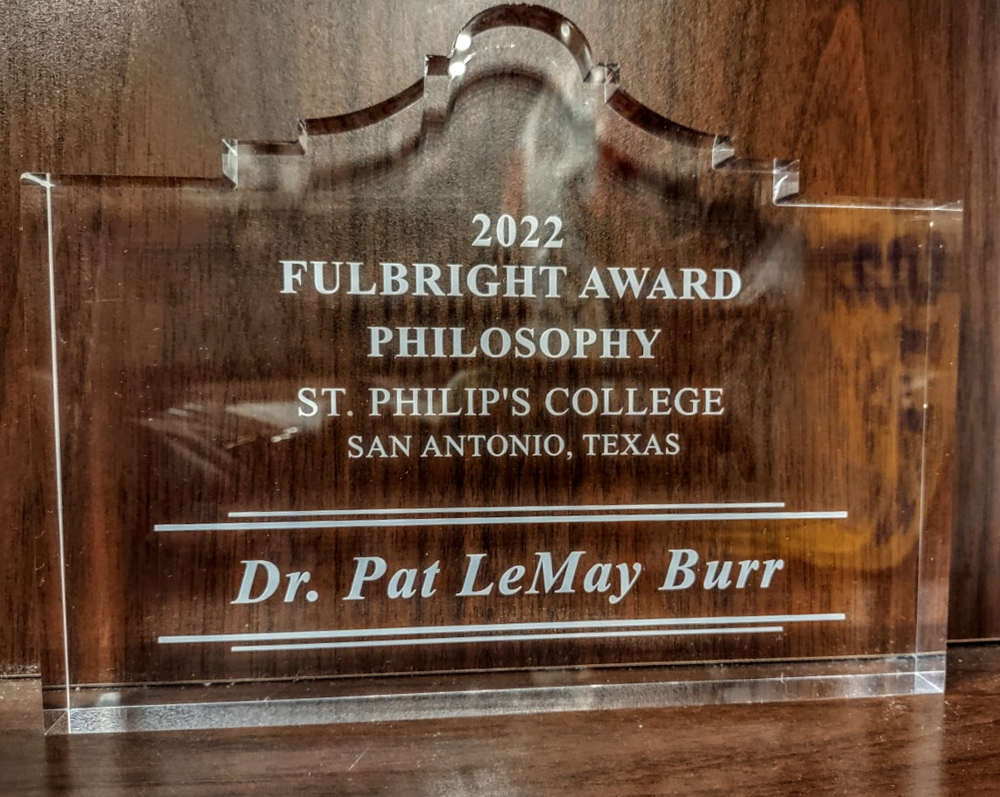 2022
FULBRIGHT AWARD
PHILOSOPHY
ST. PHILIP'S COLLEGE
SAN ANTONIO, TEXAS
Dr. Pat LeMay Burr